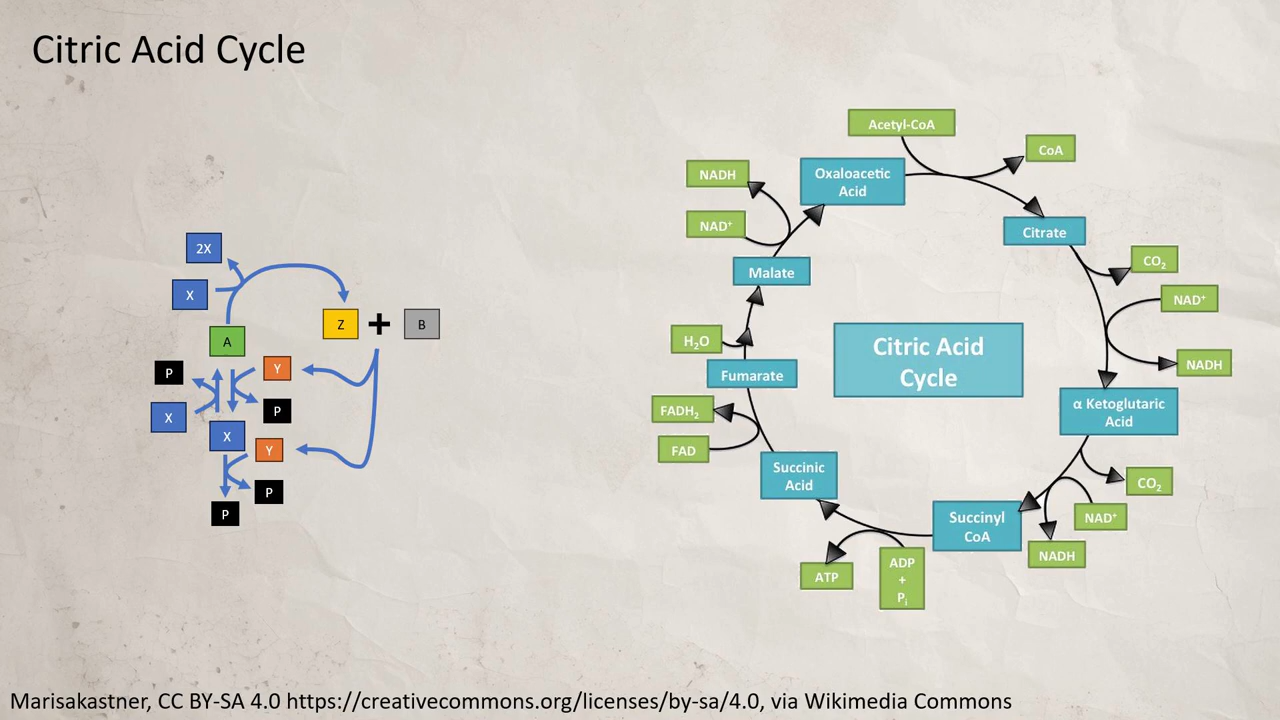 Citric Acid Cycle
2X
X
A
Z
+
B
P
Y
X
P
X
Y
P
P
Acetyl-CoA
CoA
Oxaloacetic
Acid
Citrate
CO₂
NAD⁺
NADH
α Ketoglutaric
Acid
CO₂
NAD⁺
NADH
Succinyl
CoA
ADP
+
Pᵢ
ATP
Succinic
Acid
FAD
FADH₂
Fumarate
H₂O
Malate
NAD⁺
NADH
Citric Acid
Cycle
Marisakastner, CC BY-SA 4.0 https://creativecommons.org/licenses/by-sa/4.0, via Wikimedia Commons